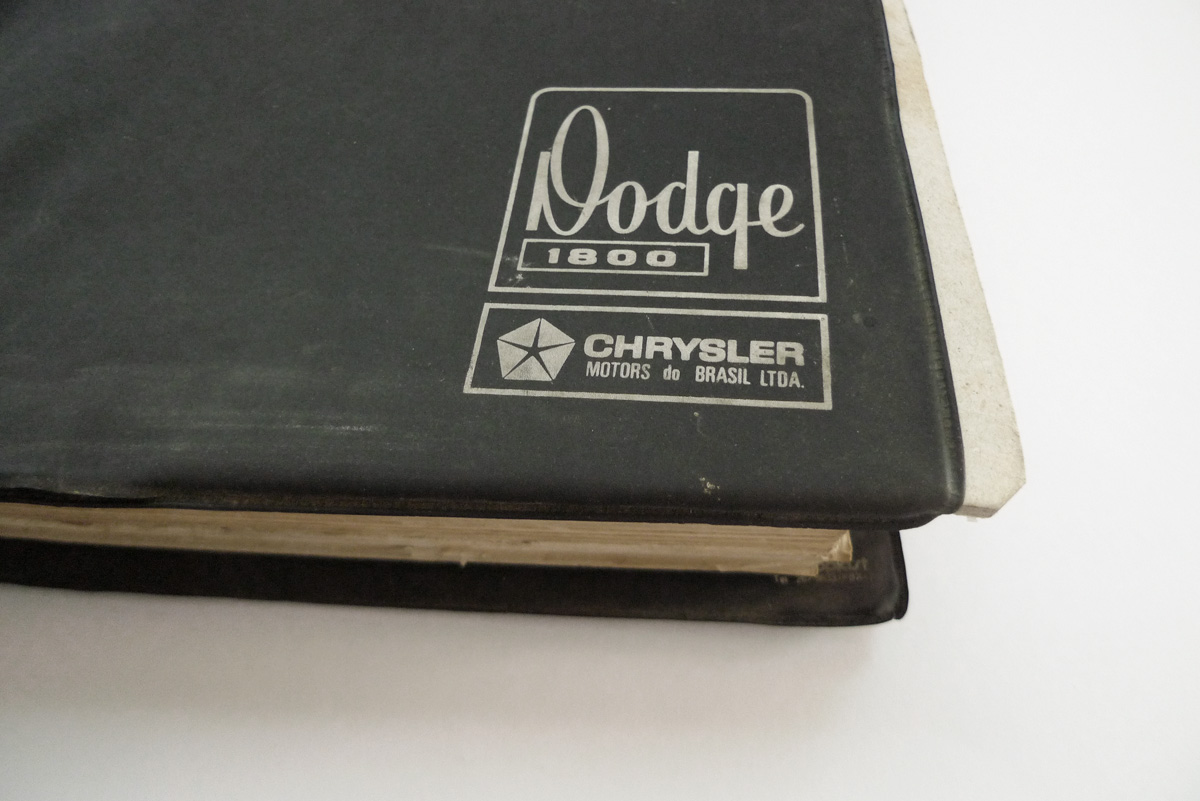 Dodge
1800
CHRYSLER
MOTORS do BRASIL LTDA.